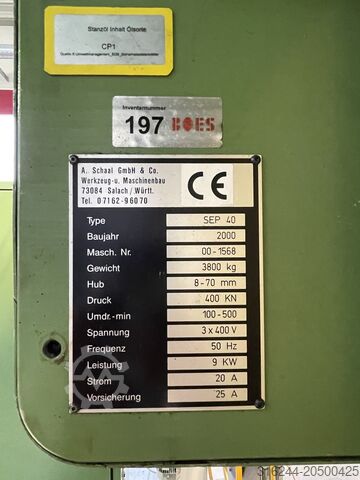 Stanzöl Inhalt Ölsorte
CP1
Inventarnummer
197 BOES
A. Schaal GmbH & Co.
Werkzeug-u. Maschinenbau
73084 Salach/Württ.
Tel. 07162-96070
CE
Type SEP 40
Baujahr 2000
Masch. Nr. 00-1568
Gewicht 3800 kg
Hub 8-70 mm
Druck 400 KN
Umdr.-min 100-500
Spannung 3x400V
Frequenz 50 Hz
Leistung 9 KW
Strom 20 A
Vorsicherung 25 A
316244-20500425